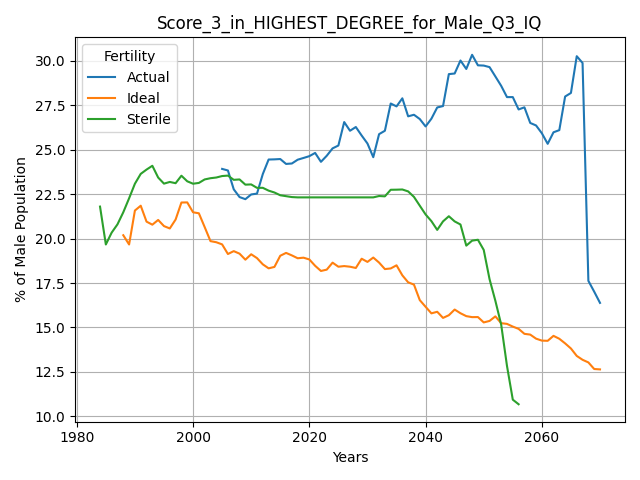 Score_3_in_HIGHEST_DEGREE_for_Male_Q3_IQ
Fertility
Actual
Ideal
Sterile
% of Male Population
30.0
27.5
25.0
22.5
20.0
17.5
15.0
12.5
10.0
1980
2000
2020
2040
2060
Years